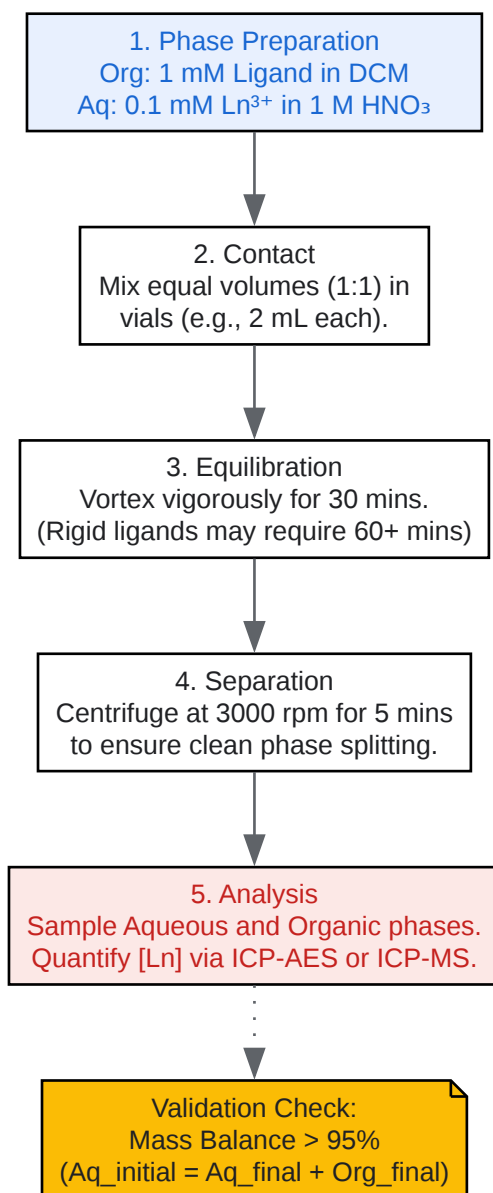 1. Phase Preparation
Org: 1 mM Ligand in DCM
Aq: 0.1 mM Ln³⁺ in 1 M HNO₃
2. Contact
Mix equal volumes (1:1) in
vials (e.g., 2 mL each).
3. Equilibration
Vortex vigorously for 30 mins.
(Rigid ligands may require 60+ mins)
4. Separation
Centrifuge at 3000 rpm for 5 mins
to ensure clean phase splitting.
5. Analysis
Sample Aqueous and Organic phases.
Quantify [Ln] via ICP-AES or ICP-MS.
Validation Check:
Mass Balance > 95%
(Aq_initial = Aq_final + Org_final)